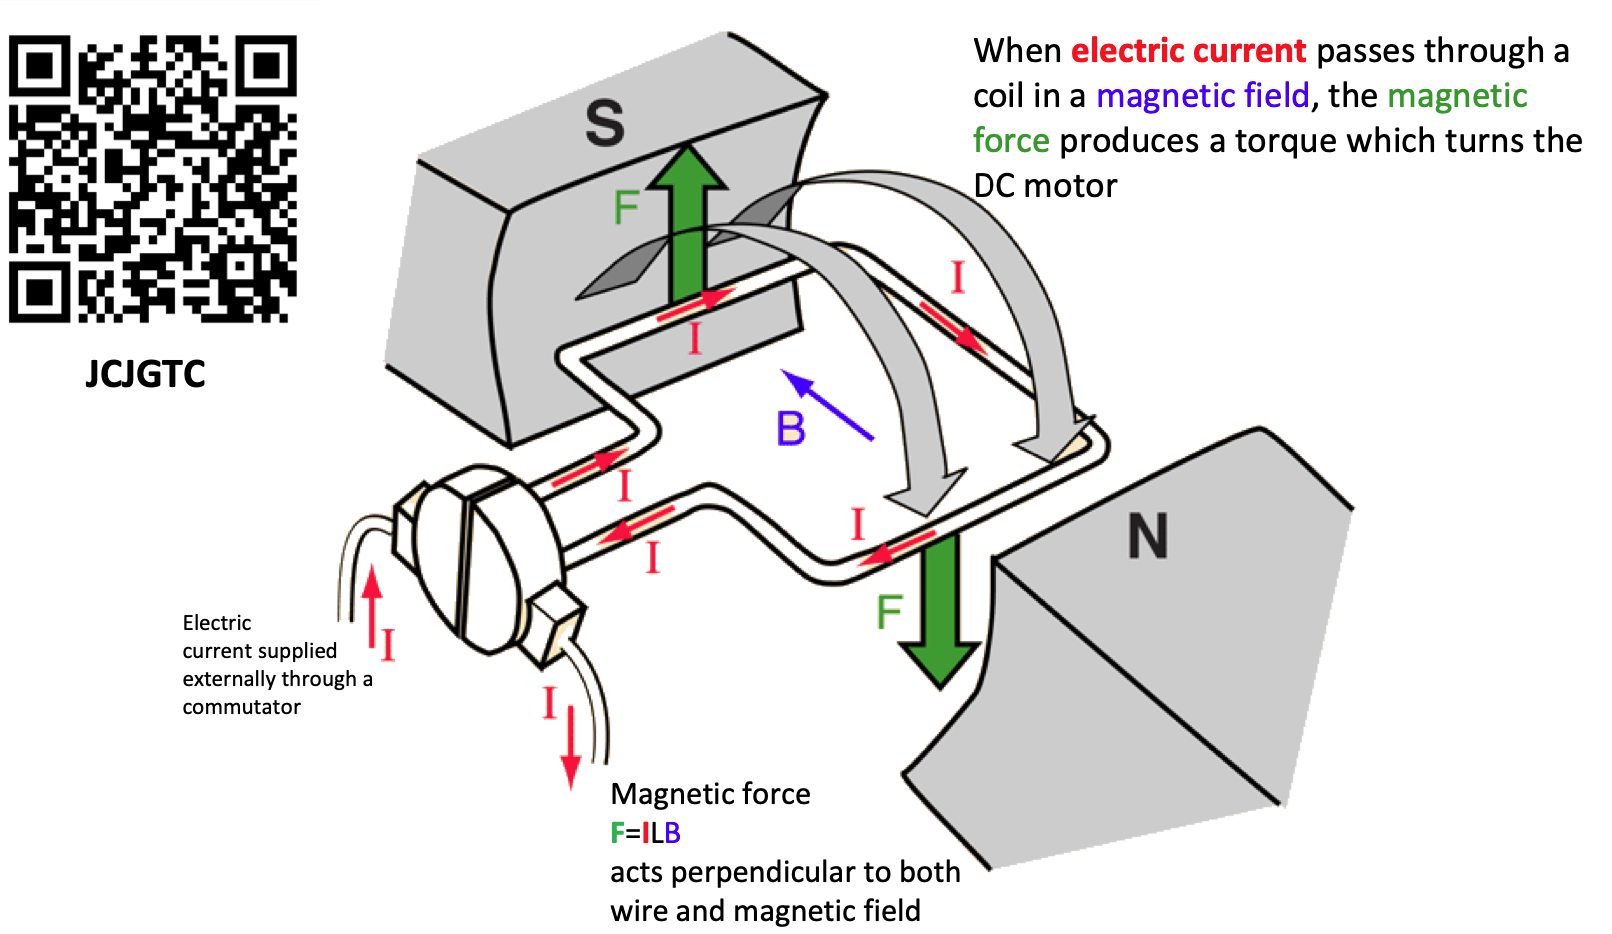 When electric current passes through a
coil in a magnetic field, the magnetic
force produces a torque which turns the
DC motor
JCJGTC
S
F
I
I
B
I
I
I
N
F
Electric
current supplied
externally through a
commutator
I
I
Magnetic force
F=ILB
acts perpendicular to both
wire and magnetic field